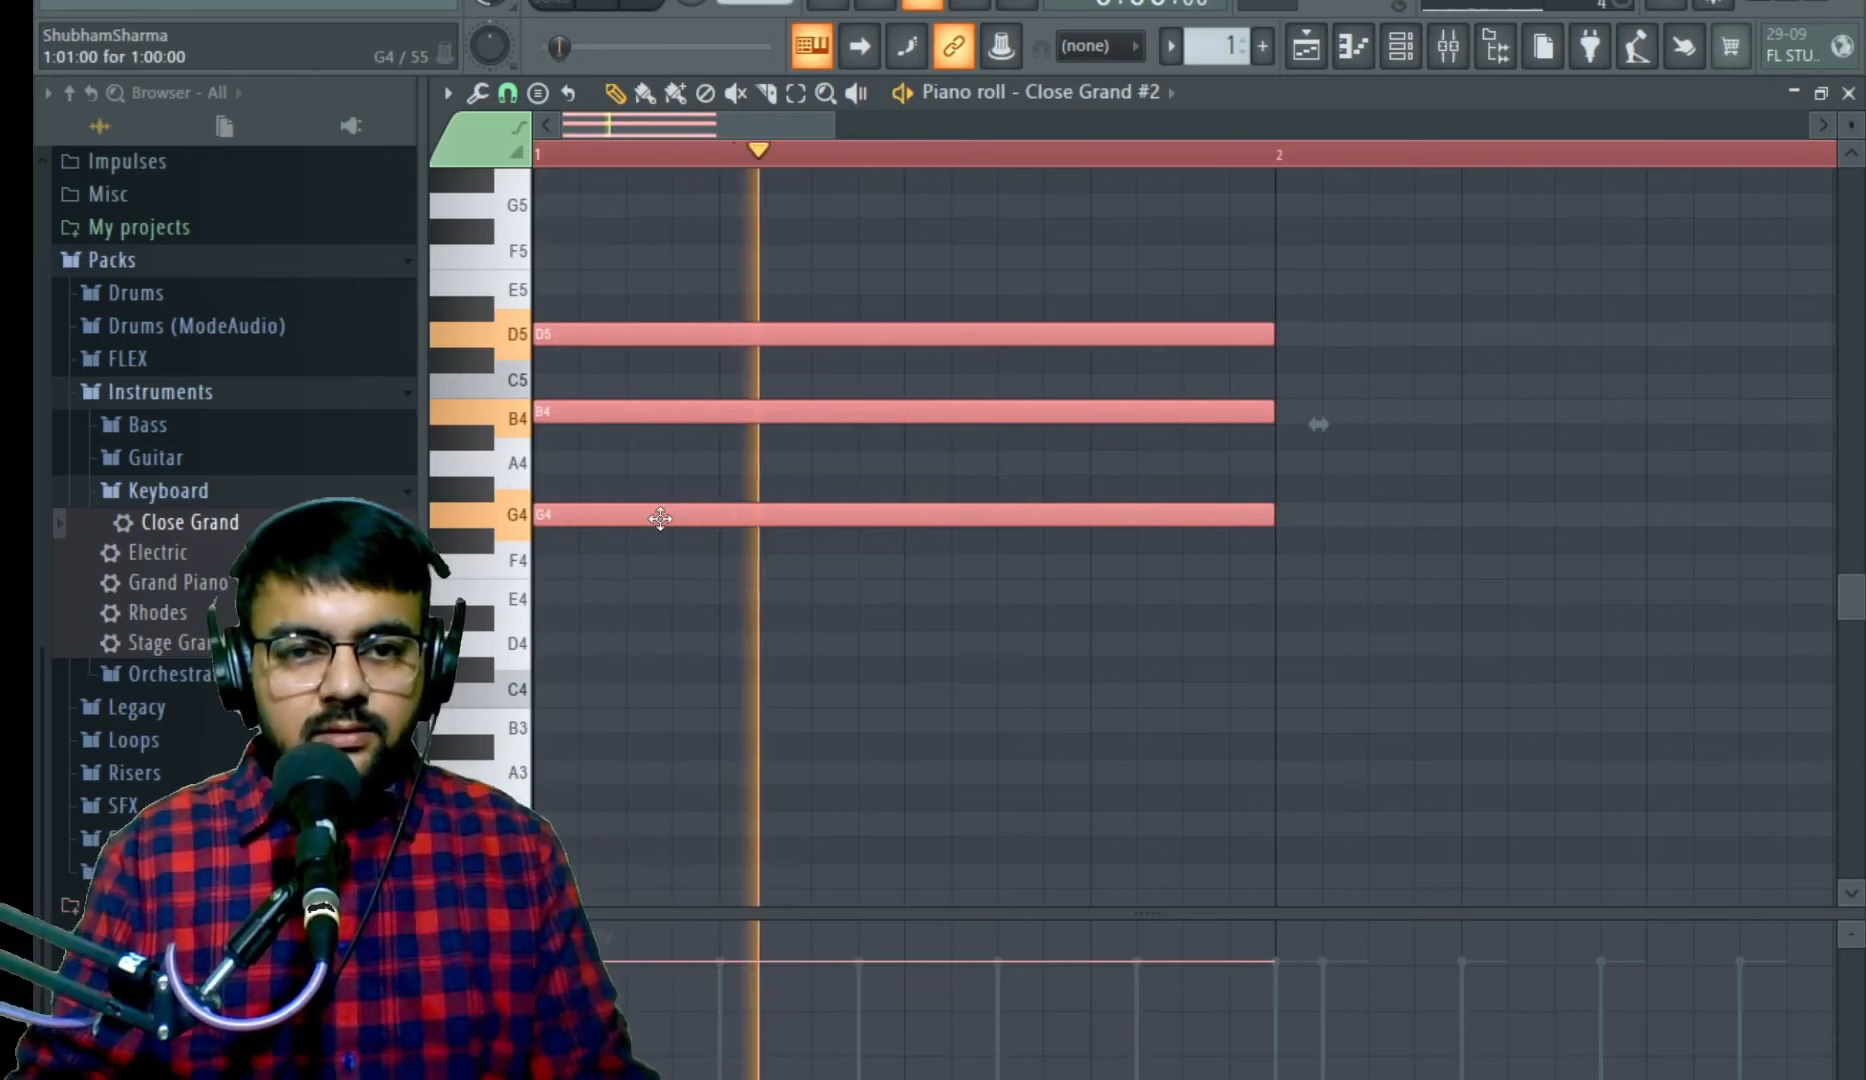 ShubhamSharma
1:01:00 for 1:00:00
G4 / 55
(none)
1
29-09
FL STU..
Browser - All
Piano roll - Close Grand #2
1
2
Impulses
Misc
My projects
Packs
Drums
Drums (ModeAudio)
FLEX
Instruments
Bass
Guitar
Keyboard
Close Grand
Electric
Grand Piano
Rhodes
Stage Gra
Orchestra
Legacy
Loops
Risers
SFX
G5
F5
E5
D5
D5
C5
B4
B4
A4
G4
G4
F4
E4
D4
C4
B3
A3